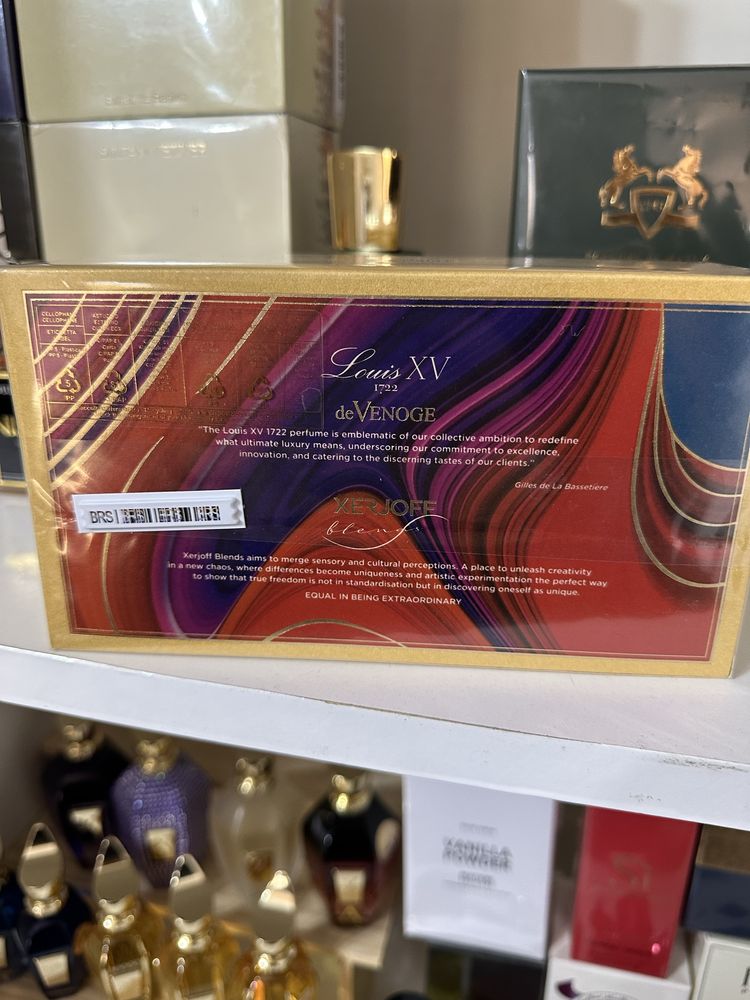 Louis XV
1722
deVENOGE
"The Louis XV 1722 perfume is emblematic of our collective ambition to redefine
what ultimate luxury means, underscoring our commitment to excellence,
innovation, and catering to the discerning tastes of our clients."
Gilles de La Bassetière
BRS
XERJOFF
blends
Xerjoff Blends aims to merge sensory and cultural perceptions. A place to unleash creativity
in a new chaos, where differences become uniqueness and artistic experimentation the perfect way
to show that true freedom is not in standardisation but in discovering oneself as unique.
EQUAL IN BEING EXTRAORDINARY
VANILLA
POWDER